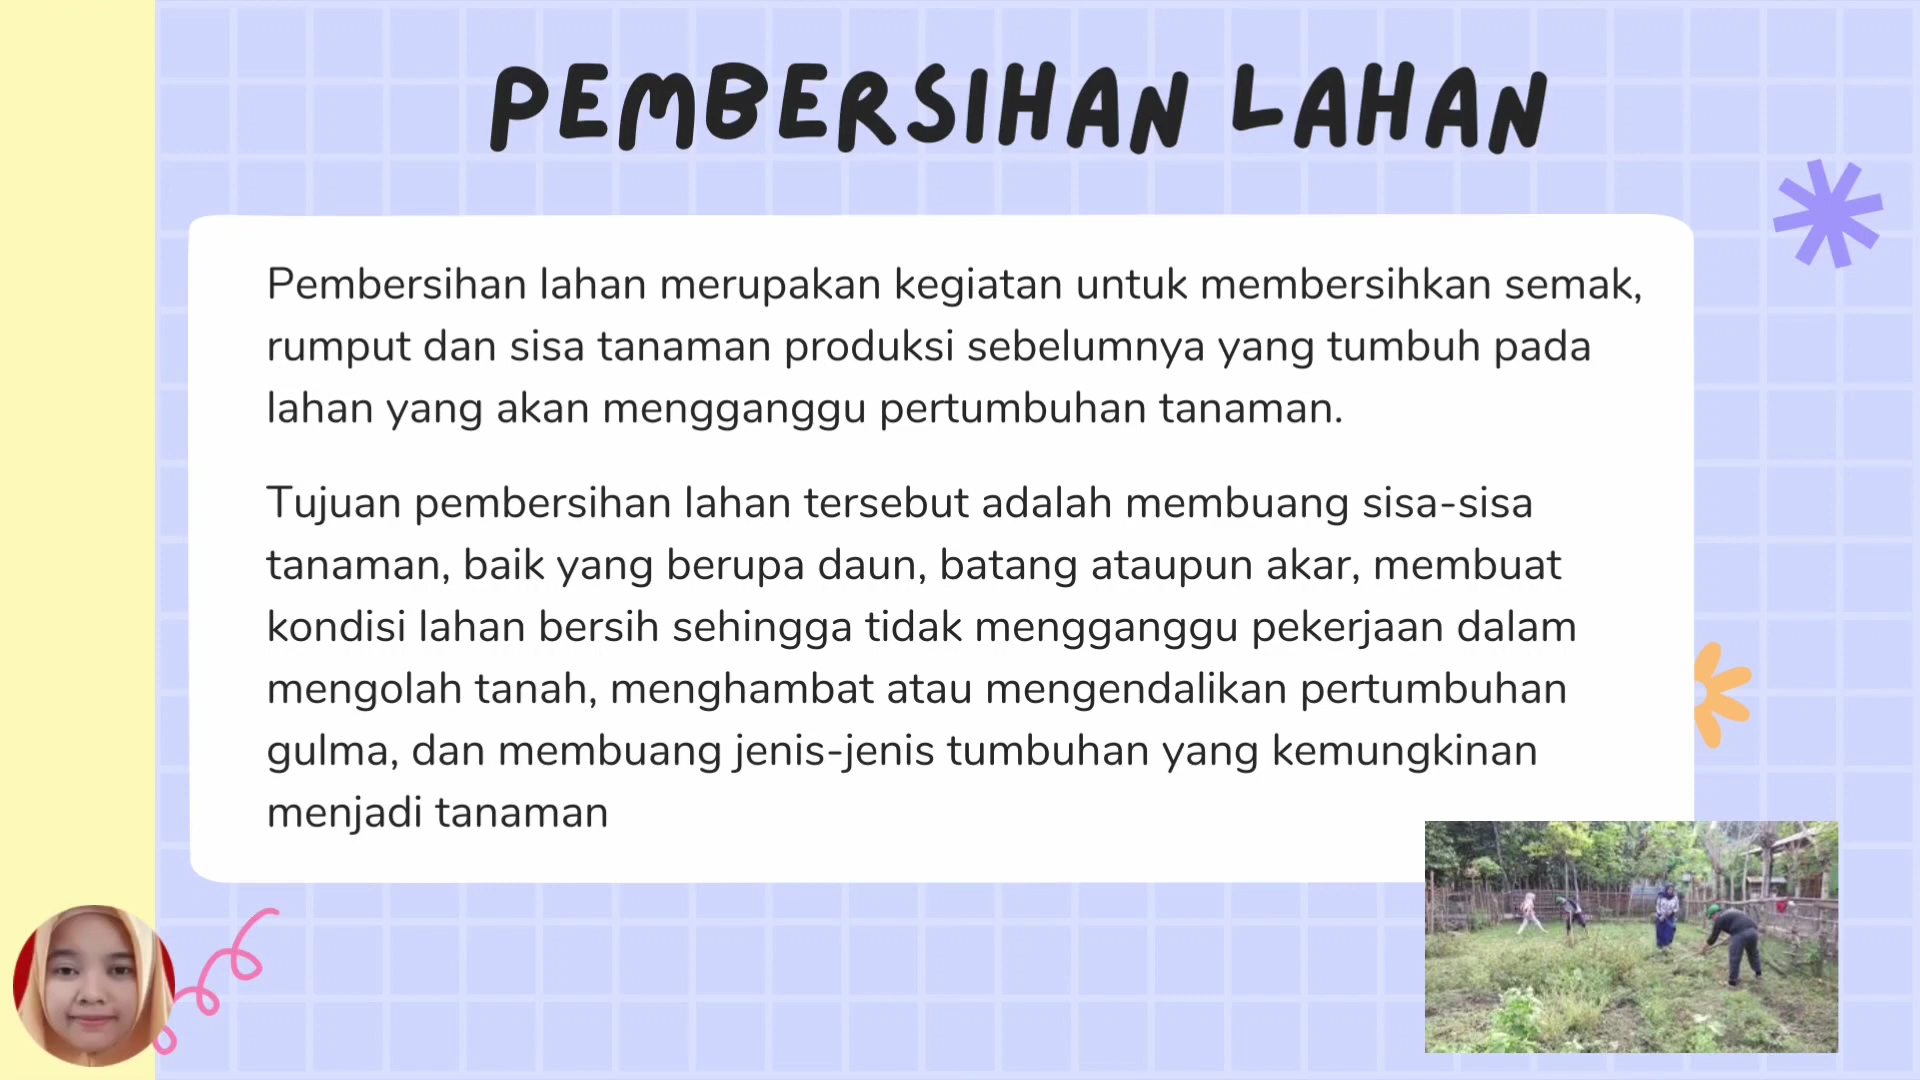 PEMBERSIHAN LAHAN
Pembersihan lahan merupakan kegiatan untuk membersihkan semak,
rumput dan sisa tanaman produksi sebelumnya yang tumbuh pada
lahan yang akan mengganggu pertumbuhan tanaman.
Tujuan pembersihan lahan tersebut adalah membuang sisa-sisa
tanaman, baik yang berupa daun, batang ataupun akar, membuat
kondisi lahan bersih sehingga tidak mengganggu pekerjaan dalam
mengolah tanah, menghambat atau mengendalikan pertumbuhan
gulma, dan membuang jenis-jenis tumbuhan yang kemungkinan
menjadi tanaman